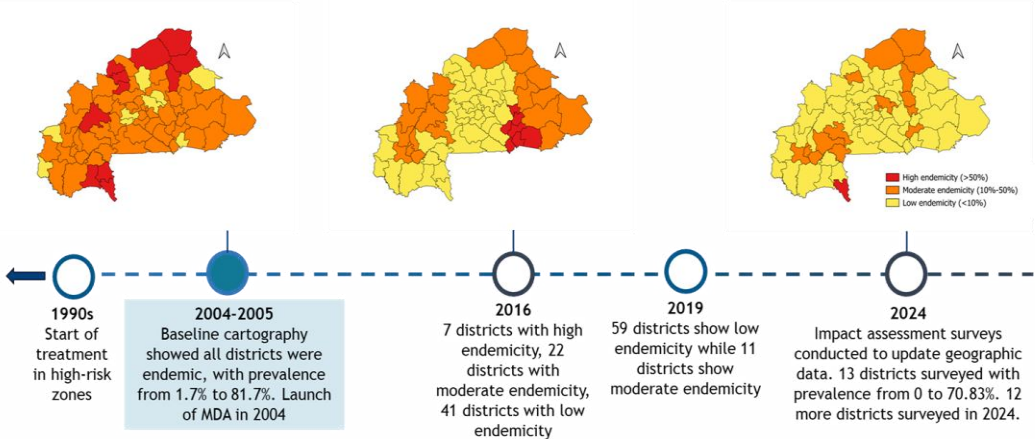 High endemicity (>50%)
Moderate endemicity (10%-50%)
Low endemicity (<10%)
1990s
Start of
treatment
in high-risk
zones
2004-2005
Baseline cartography
showed all districts were
endemic, with prevalence
from 1.7% to 81.7%. Launch
of MDA in 2004
2016
7 districts with high
endemicity, 22
districts with
moderate endemicity,
41 districts with low
endemicity
2019
59 districts show low
endemicity while 11
districts show
moderate endemicity
2024
Impact assessment surveys
conducted to update geographic
data. 13 districts surveyed with
prevalence from 0 to 70.83%. 12
more districts surveyed in 2024.